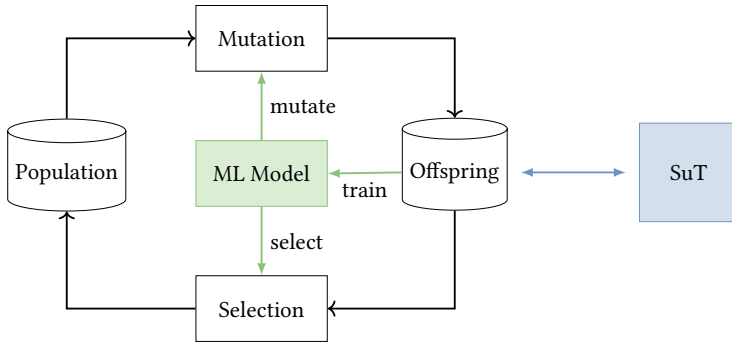 Mutation
mutate
Population
ML Model
train
Offspring
SuT
select
Selection